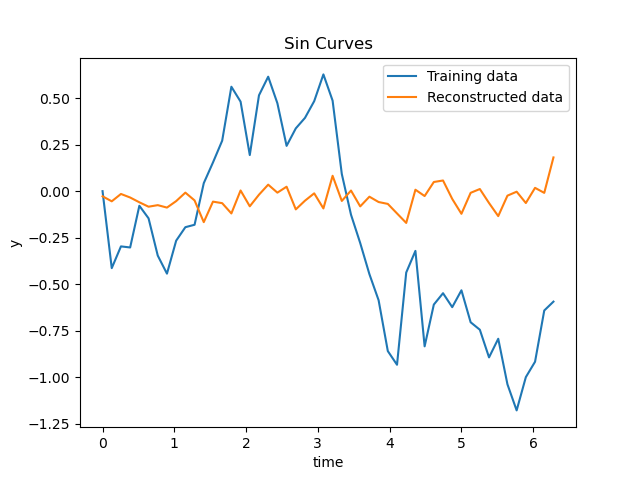 Sin Curves
Training data
Reconstructed data
0.50
0.25
0.00
−0.25
−0.50
−0.75
−1.00
−1.25
y
0 1 2 3 4 5 6
time